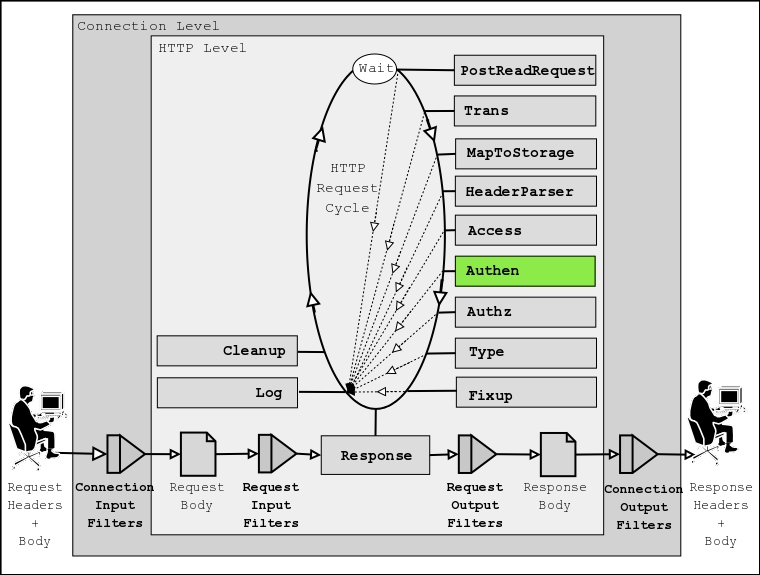 Connection Level
HTTP Level
Wait
PostReadRequest
Trans
MapToStorage
HTTP
Request
Cycle
HeaderParser
Access
Authen
Authz
Cleanup
Type
Log
Fixup
Response
Request
Headers
+
Body
Connection
Input
Filters
Request
Body
Request
Input
Filters
Request
Output
Filters
Response
Body
Connection
Output
Filters
Response
Headers
+
Body